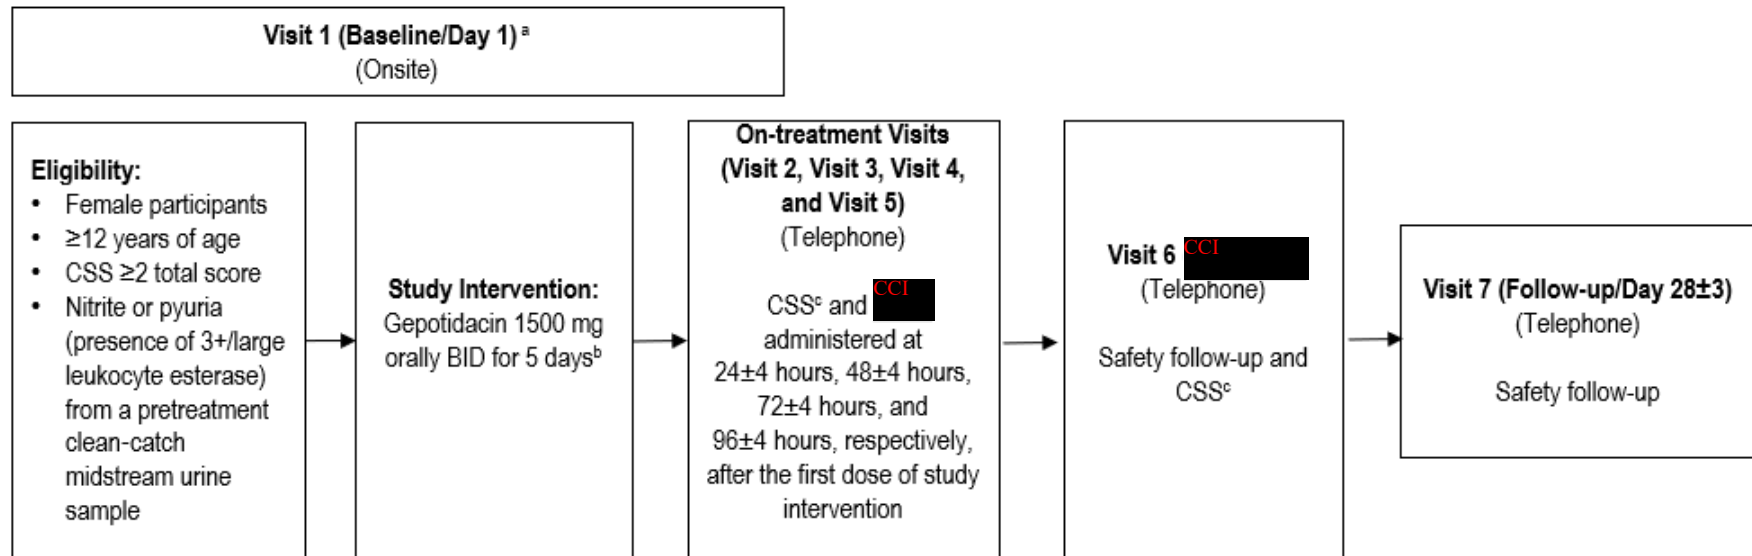 Visit 1 (Baseline/Day 1) a
(Onsite)
Eligibility:
• Female participants
• ≥12 years of age
• CSS ≥2 total score
• Nitrite or pyuria
(presence of 3+/large
leukocyte esterase)
from a pretreatment
clean-catch
midstream urine
sample
Study Intervention:
Gepotidacin 1500 mg
orally BID for 5 daysb
On-treatment Visits
(Visit 2, Visit 3, Visit 4,
and Visit 5)
(Telephone)
CSSc and CCI
administered at
24±4 hours, 48±4 hours,
72±4 hours, and
96±4 hours, respectively,
after the first dose of study
intervention
Visit 6 CCI
(Telephone)
Safety follow-up and
CSSc
Visit 7 (Follow-up/Day 28±3)
(Telephone)
Safety follow-up